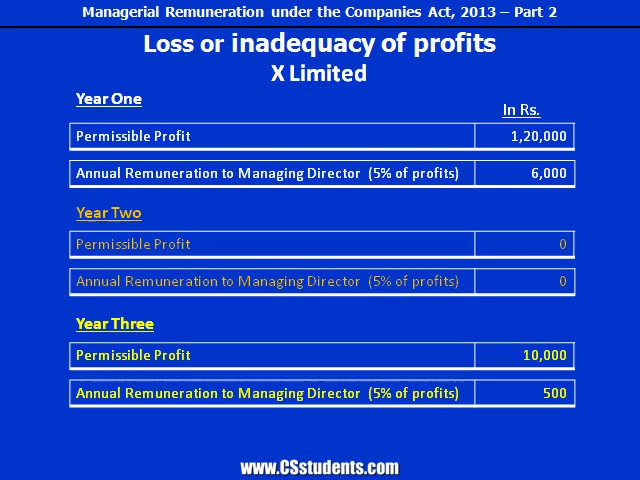 Managerial Remuneration under the Companies Act, 2013 – Part 2
Loss or inadequacy of profits
X Limited
Year One
In Rs.
Permissible Profit 1,20,000
Annual Remuneration to Managing Director (5% of profits) 6,000
Year Two
Permissible Profit 0
Annual Remuneration to Managing Director (5% of profits) 0
Year Three
Permissible Profit 10,000
Annual Remuneration to Managing Director (5% of profits) 500
www.CSstudents.com